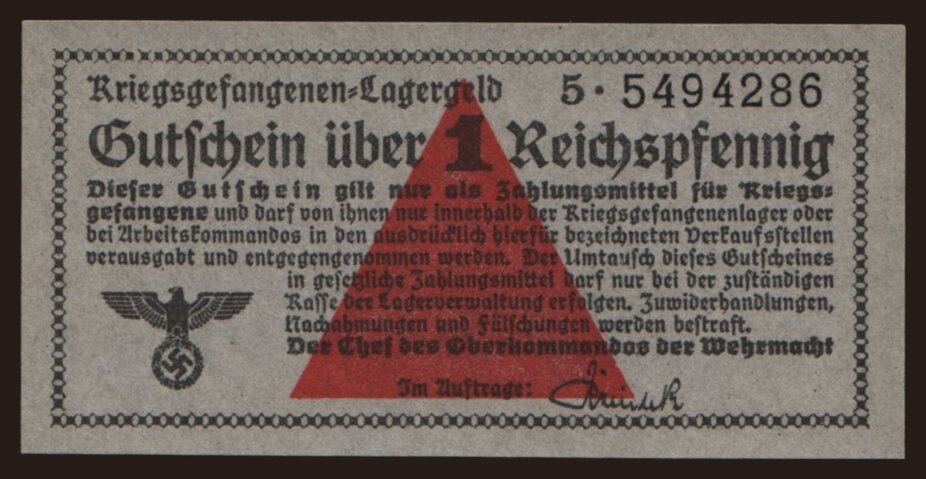 Kriegsgefangenen-Lagergeld 5·5494286
Gutschein über 1 Reichspfennig
Dieser Gutschein gilt nur als Zahlungsmittel für Kriegs-
gefangene und darf von ihnen nur innerhalb der Kriegsgefangenenlager oder
bei Arbeitskommandos in den ausdrücklich hierfür bezeichneten Verkaufsstellen
verausgabt und entgegengenommen werden. Der Umtausch dieses Gutscheines
in gesetzliche Zahlungsmittel darf nur bei der zuständigen
Kasse der Lagerverwaltung erfolgen. Zuwiderhandlungen,
Nachahmungen und Fälschungen werden bestraft.
Der Chef des Oberkommandos der Wehrmacht
Im Auftrage: